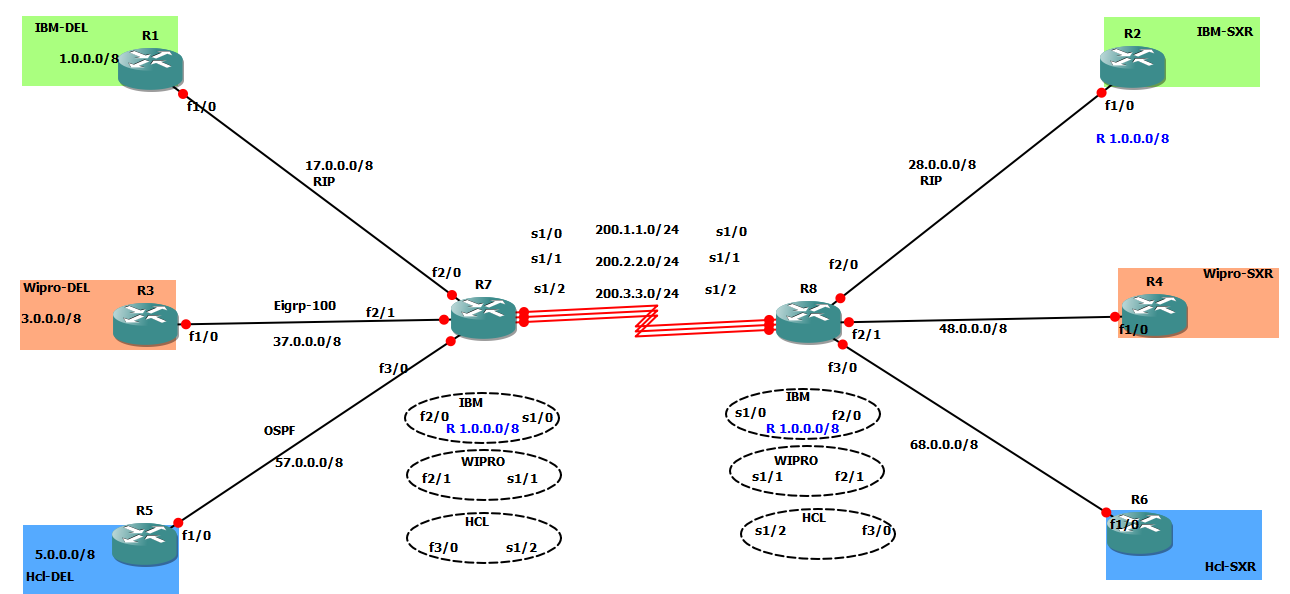 IBM-DEL
R1
1.0.0.0/8
f1/0
R2
IBM-SXR
f1/0
R 1.0.0.0/8
17.0.0.0/8
RIP
28.0.0.0/8
RIP
s1/0 200.1.1.0/24 s1/0
s1/1 200.2.2.0/24 s1/1
s1/2 200.3.3.0/24 s1/2
f2/0
R7
f2/0
R8
Wipro-DEL
R3
3.0.0.0/8
f1/0
Eigrp-100
f2/1
37.0.0.0/8
Wipro-SXR
R4
f1/0
48.0.0.0/8
f2/1
f3/0
f3/0
OSPF
57.0.0.0/8
68.0.0.0/8
IBM
f2/0 s1/0
R 1.0.0.0/8
WIPRO
f2/1 s1/1
HCL
f3/0 s1/2
IBM
s1/0 f2/0
R 1.0.0.0/8
WIPRO
s1/1 f2/1
HCL
s1/2 f3/0
R5
f1/0
5.0.0.0/8
Hcl-DEL
R6
f1/0
Hcl-SXR